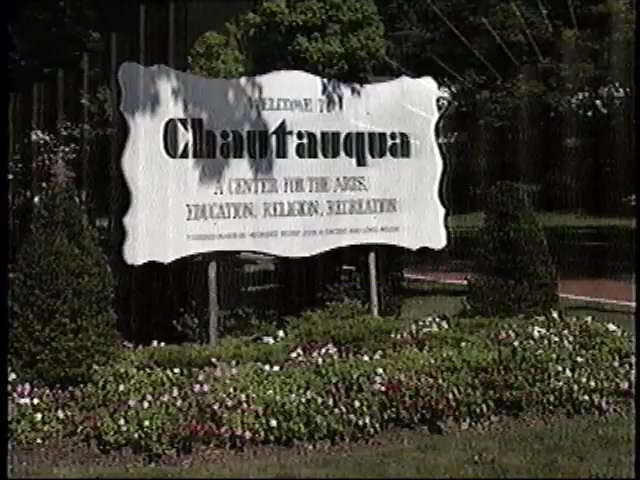 WELCOME TO
Chautauqua
A CENTER FOR THE ARTS,
EDUCATION, RELIGION, RECREATION